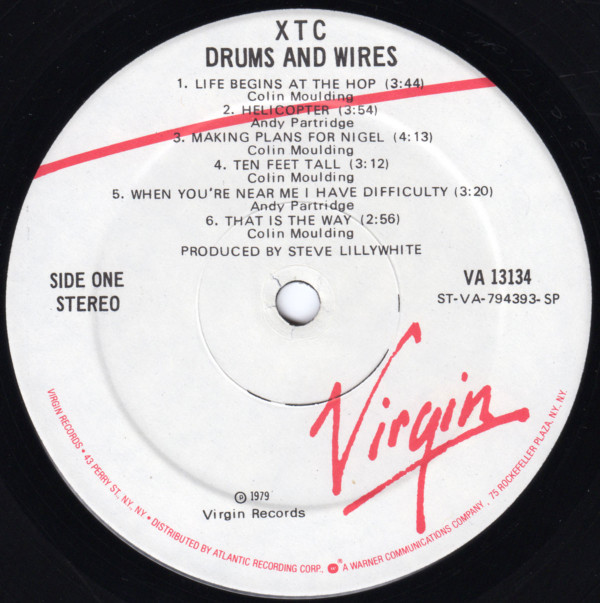 XTC
DRUMS AND WIRES
1. LIFE BEGINS AT THE HOP (3:44)
Colin Moulding
2. HELICOPTER (3:54)
Andy Partridge
3. MAKING PLANS FOR NIGEL (4:13)
Colin Moulding
4. TEN FEET TALL (3:12)
Colin Moulding
5. WHEN YOU'RE NEAR ME I HAVE DIFFICULTY (3:20)
Andy Partridge
6. THAT IS THE WAY (2:56)
Colin Moulding
PRODUCED BY STEVE LILLYWHITE
SIDE ONE
STEREO
VA 13134
ST-VA-794393-SP
Virgin
℗ 1979
Virgin Records
VIRGIN RECORDS • 43 PERRY ST., NY. NY • DISTRIBUTED BY ATLANTIC RECORDING CORP. ® A WARNER COMMUNICATIONS COMPANY . 75 ROCKEFELLER PLAZA, NY. NY.